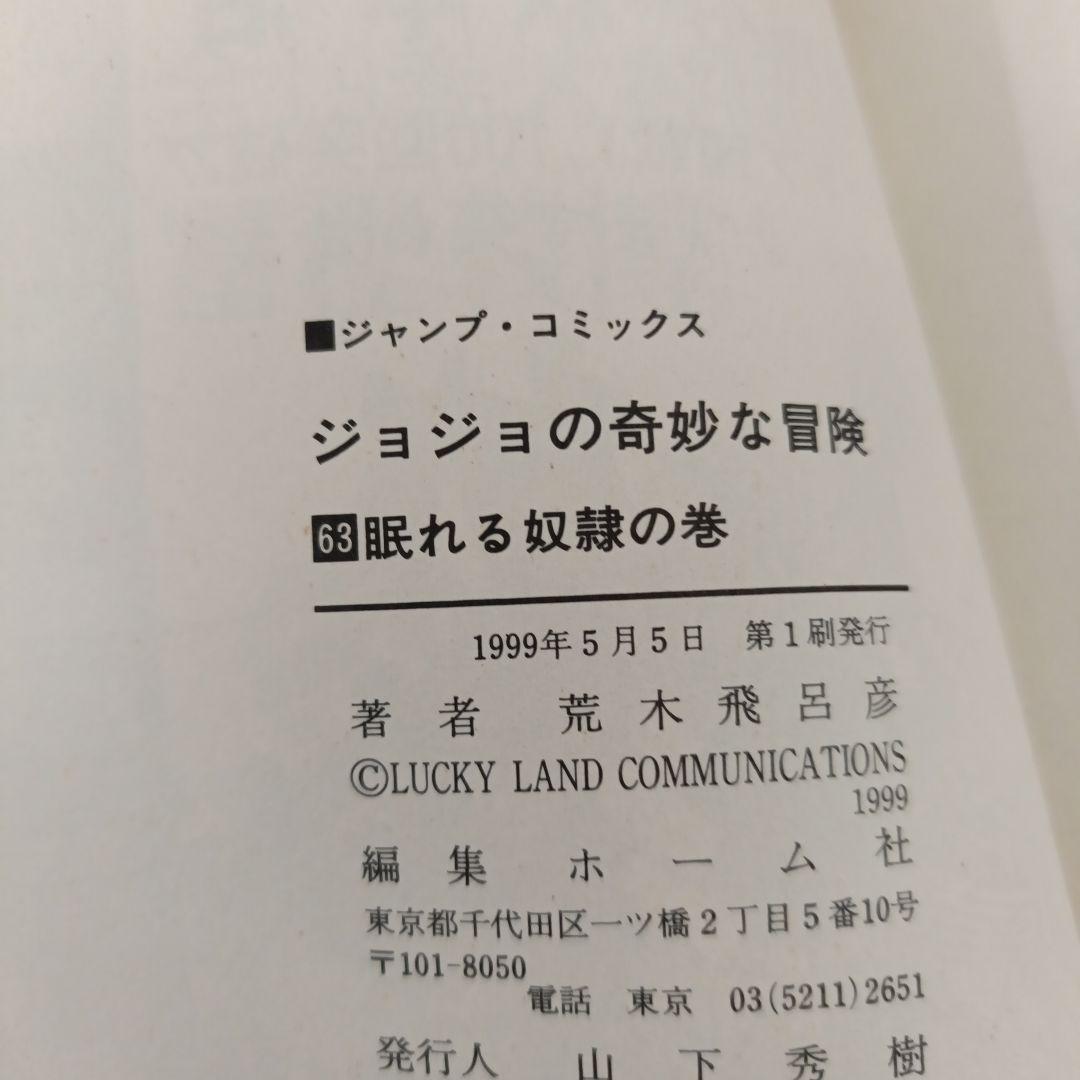 ■ジャンプ・コミックス
ジョジョの奇妙な冒険
63眠れる奴隷の巻
1999年5月5日 第1刷発行
著者 荒木飛呂彦
©LUCKY LAND COMMUNICATIONS
1999
編集 ホーム社
東京都千代田区一ツ橋2丁目5番10号
〒101-8050
電話 東京 03(5211)2651
発行人 山下秀樹